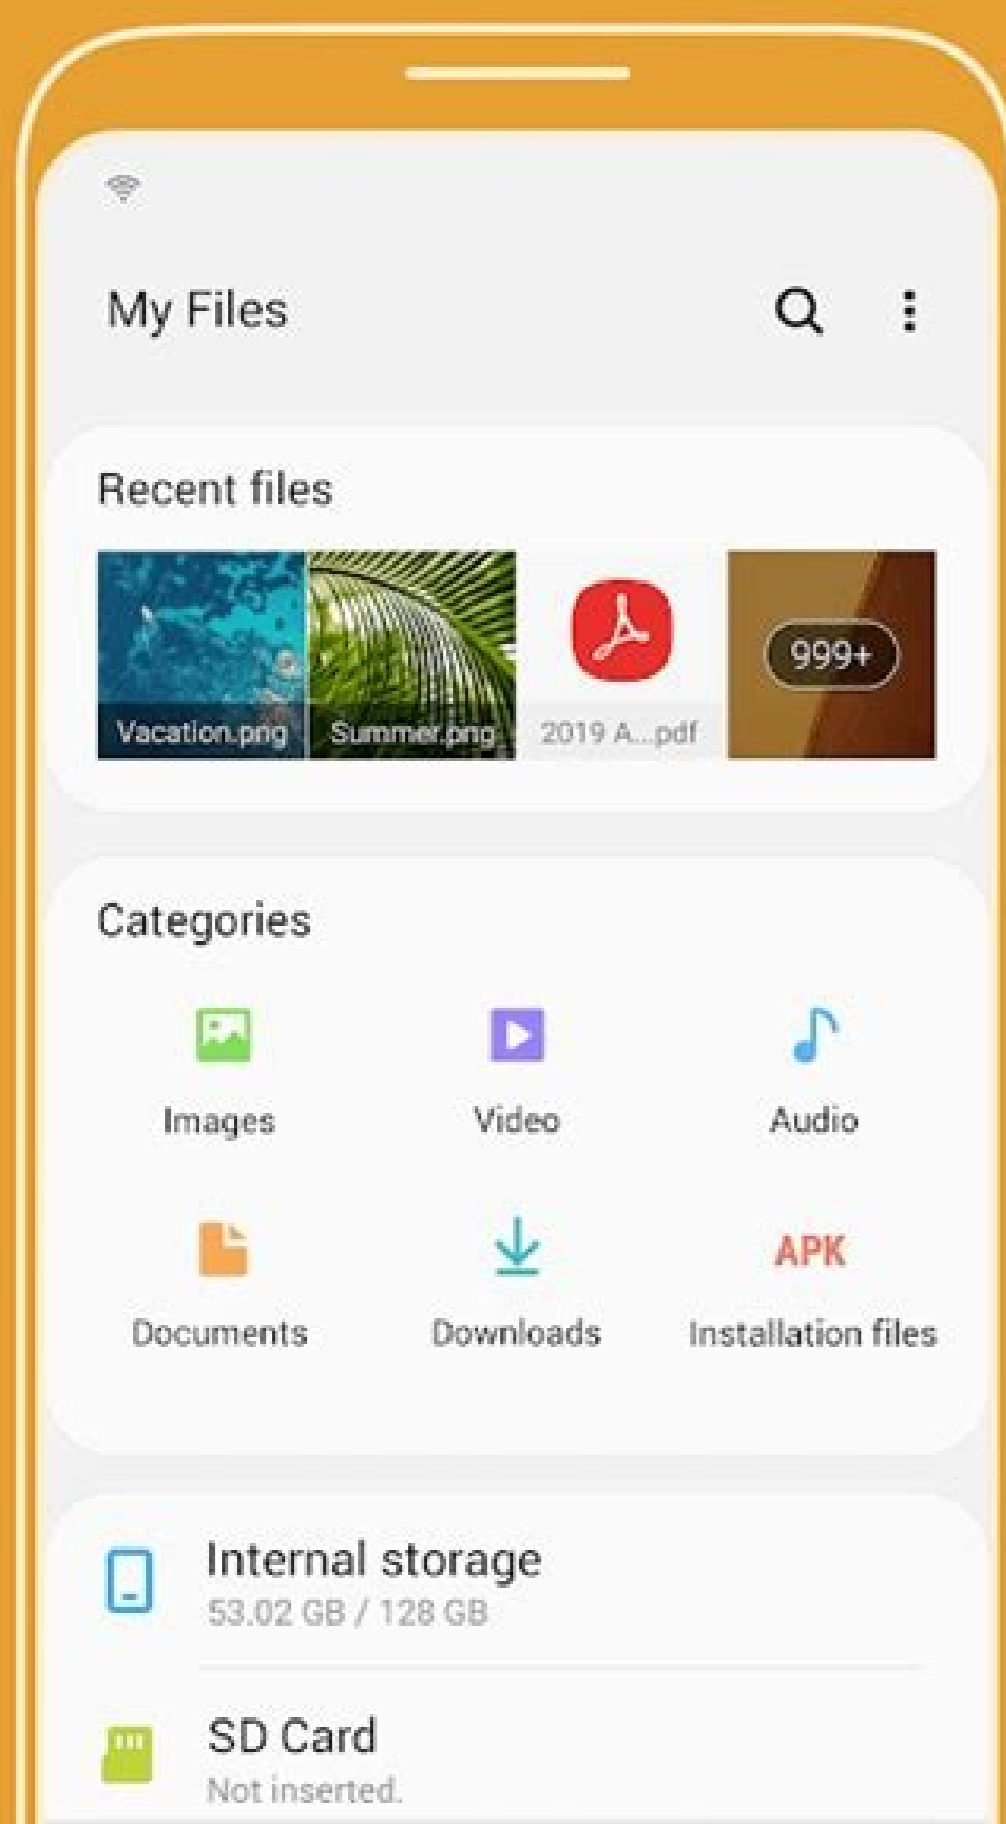 My Files
Recent files
Vacation.png
Summer.png
2019 A...pdf
999+
Categories
Images
Video
Audio
APK
Documents
Downloads
Installation files
Internal storage
53.02 GB / 128 GB
SD Card
Not inserted.